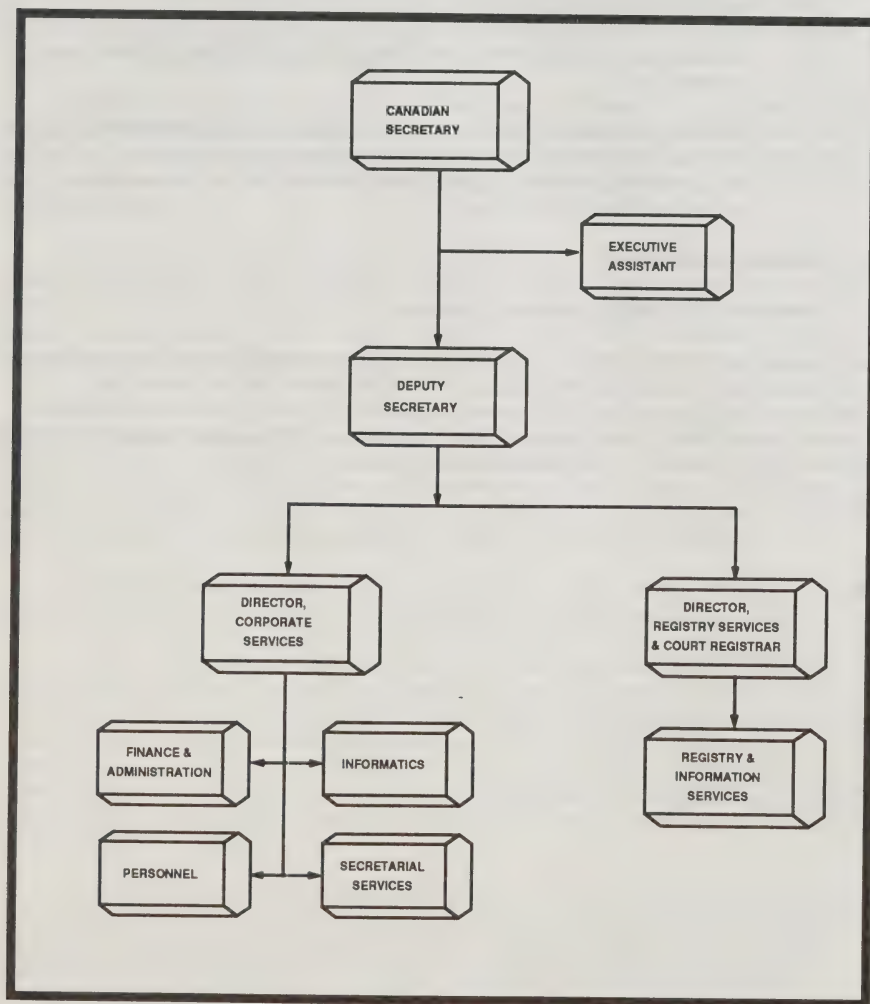 CANADIAN
SECRETARY
EXECUTIVE
ASSISTANT
DEPUTY
SECRETARY
DIRECTOR,
CORPORATE
SERVICES
DIRECTOR,
REGISTRY SERVICES
& COURT REGISTRAR
FINANCE &
ADMINISTRATION
INFORMATICS
REGISTRY &
INFORMATION
SERVICES
PERSONNEL
SECRETARIAL
SERVICES